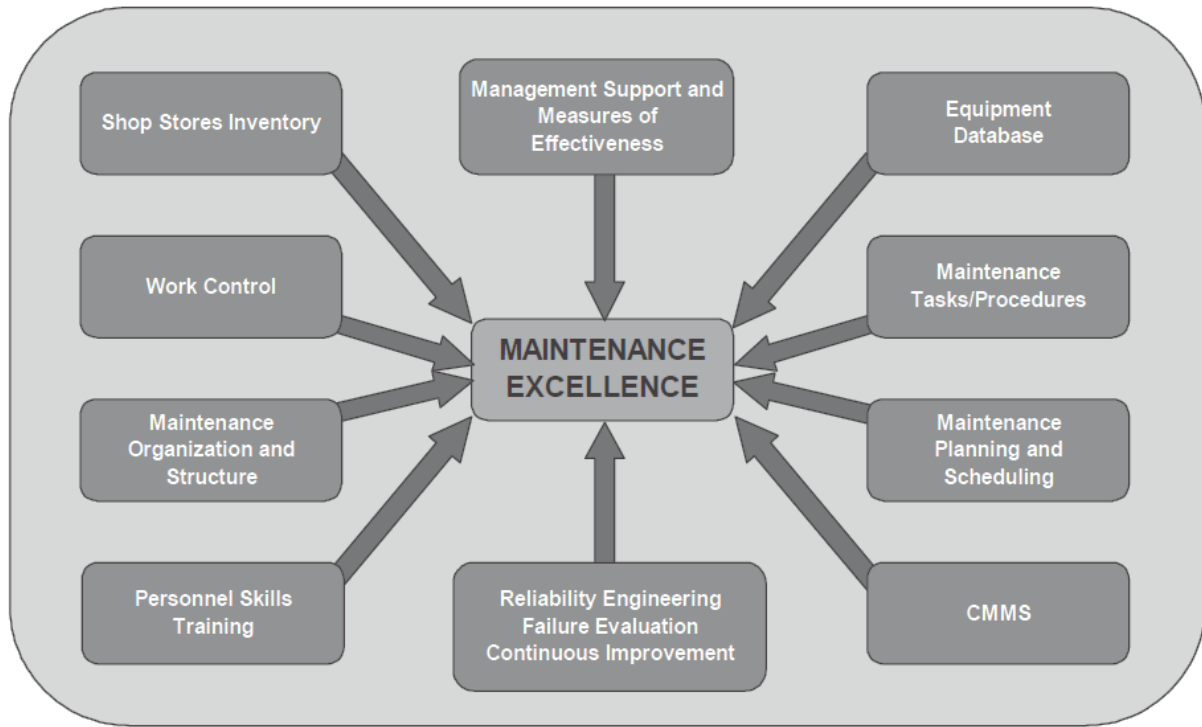 Shop Stores Inventory
Management Support and
Measures of
Effectiveness
Equipment
Database
Work Control
Maintenance
Tasks/Procedures
MAINTENANCE
EXCELLENCE
Maintenance
Organization and
Structure
Maintenance
Planning and
Scheduling
Personnel Skills
Training
Reliability Engineering
Failure Evaluation
Continuous Improvement
CMMS